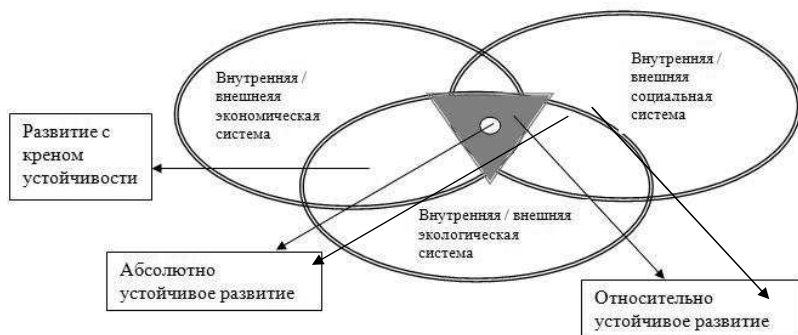 Внутренняя /
внешнеяя
экономическая
система
Внутренняя /
внешняя
социальная
система
Развитие с
креном
устойчивости
Внутренняя / внешняя
экологическая
система
Абсолютно
устойчивое развитие
Относительно
устойчивое развитие